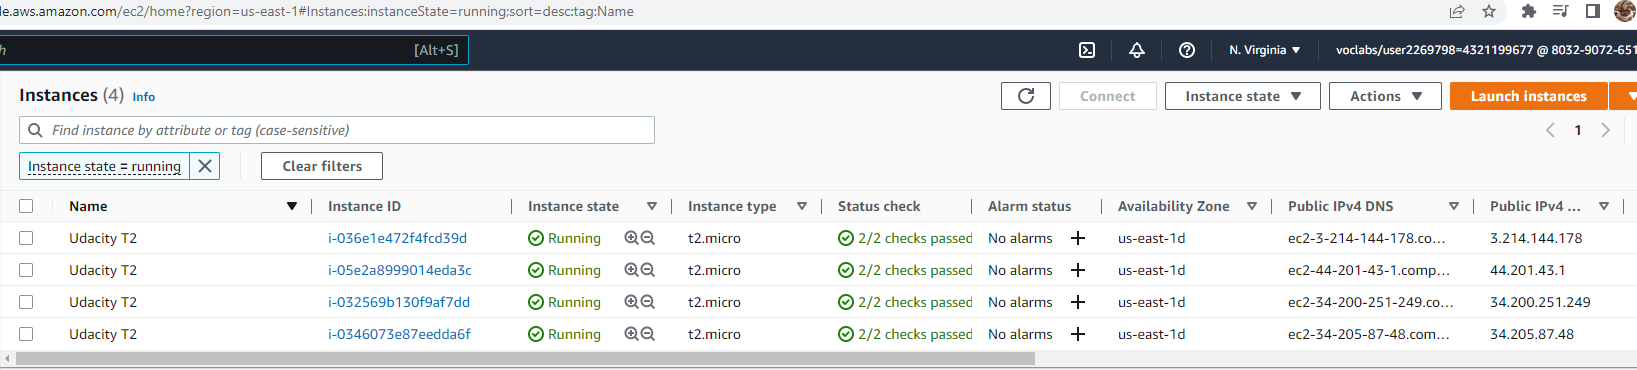 le.aws.amazon.com/ec2/home?region=us-east-1#Instances:instanceState=running;sort=desc:tag:Name
h [Alt+S] N. Virginia voclabs/user2269798=4321199677 @ 8032-9072-651
Instances (4) Info Connect Instance state Actions Launch instances
Find instance by attribute or tag (case-sensitive) 1
Instance state = running Clear filters
Name Instance ID Instance state Instance type Status check Alarm status Availability Zone Public IPv4 DNS Public IPv4 ...
Udacity T2 i-036e1e472f4fcd39d Running t2.micro 2/2 checks passed No alarms us-east-1d ec2-3-214-144-178.co... 3.214.144.178
Udacity T2 i-05e2a8999014eda3c Running t2.micro 2/2 checks passed No alarms us-east-1d ec2-44-201-43-1.comp... 44.201.43.1
Udacity T2 i-032569b130f9af7dd Running t2.micro 2/2 checks passed No alarms us-east-1d ec2-34-200-251-249.co... 34.200.251.249
Udacity T2 i-0346073e87eedda6f Running t2.micro 2/2 checks passed No alarms us-east-1d ec2-34-205-87-48.com... 34.205.87.48